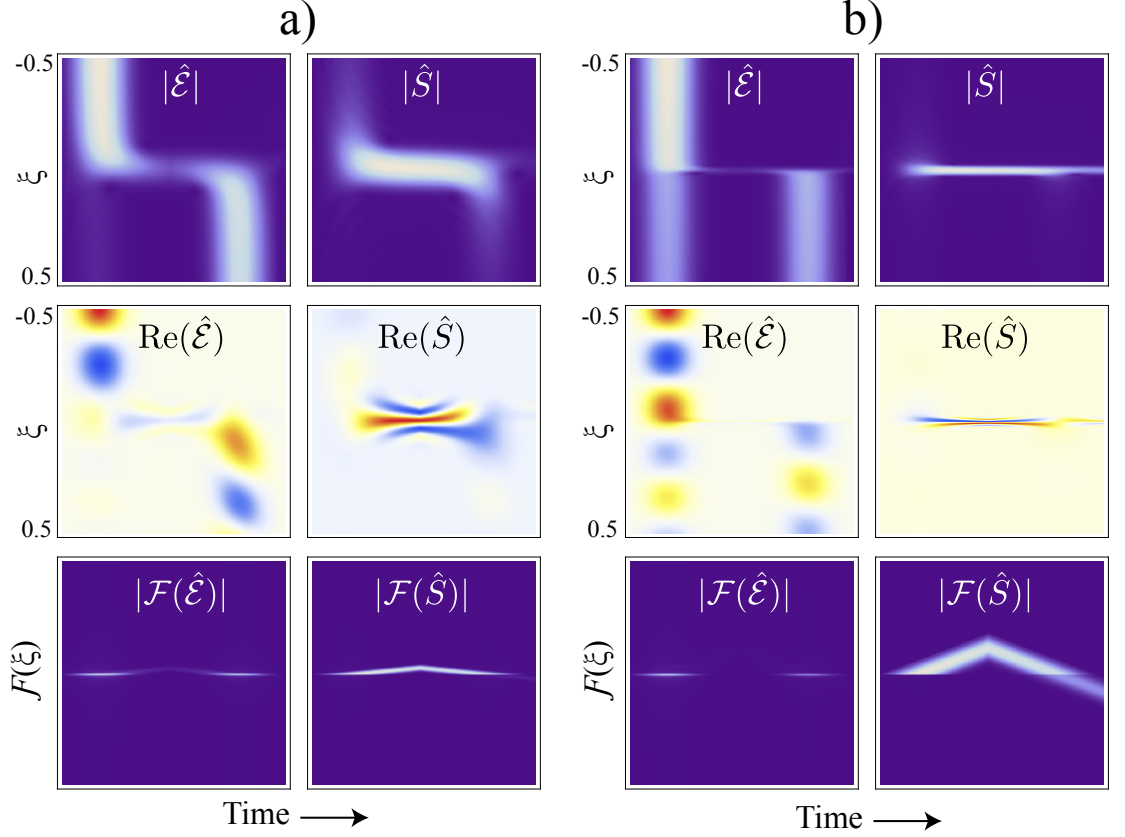 a) b)
-0.5 |ℰ̂| |Ŝ| -0.5 |ℰ̂| |Ŝ|
ξ ξ
0.5 0.5
-0.5 Re(ℰ̂) Re(Ŝ) -0.5 Re(ℰ̂) Re(Ŝ)
ξ ξ
0.5 0.5
|ℱ(ℰ̂)| |ℱ(Ŝ)| |ℱ(ℰ̂)| |ℱ(Ŝ)|
ℱ(ξ) ℱ(ξ)
Time Time